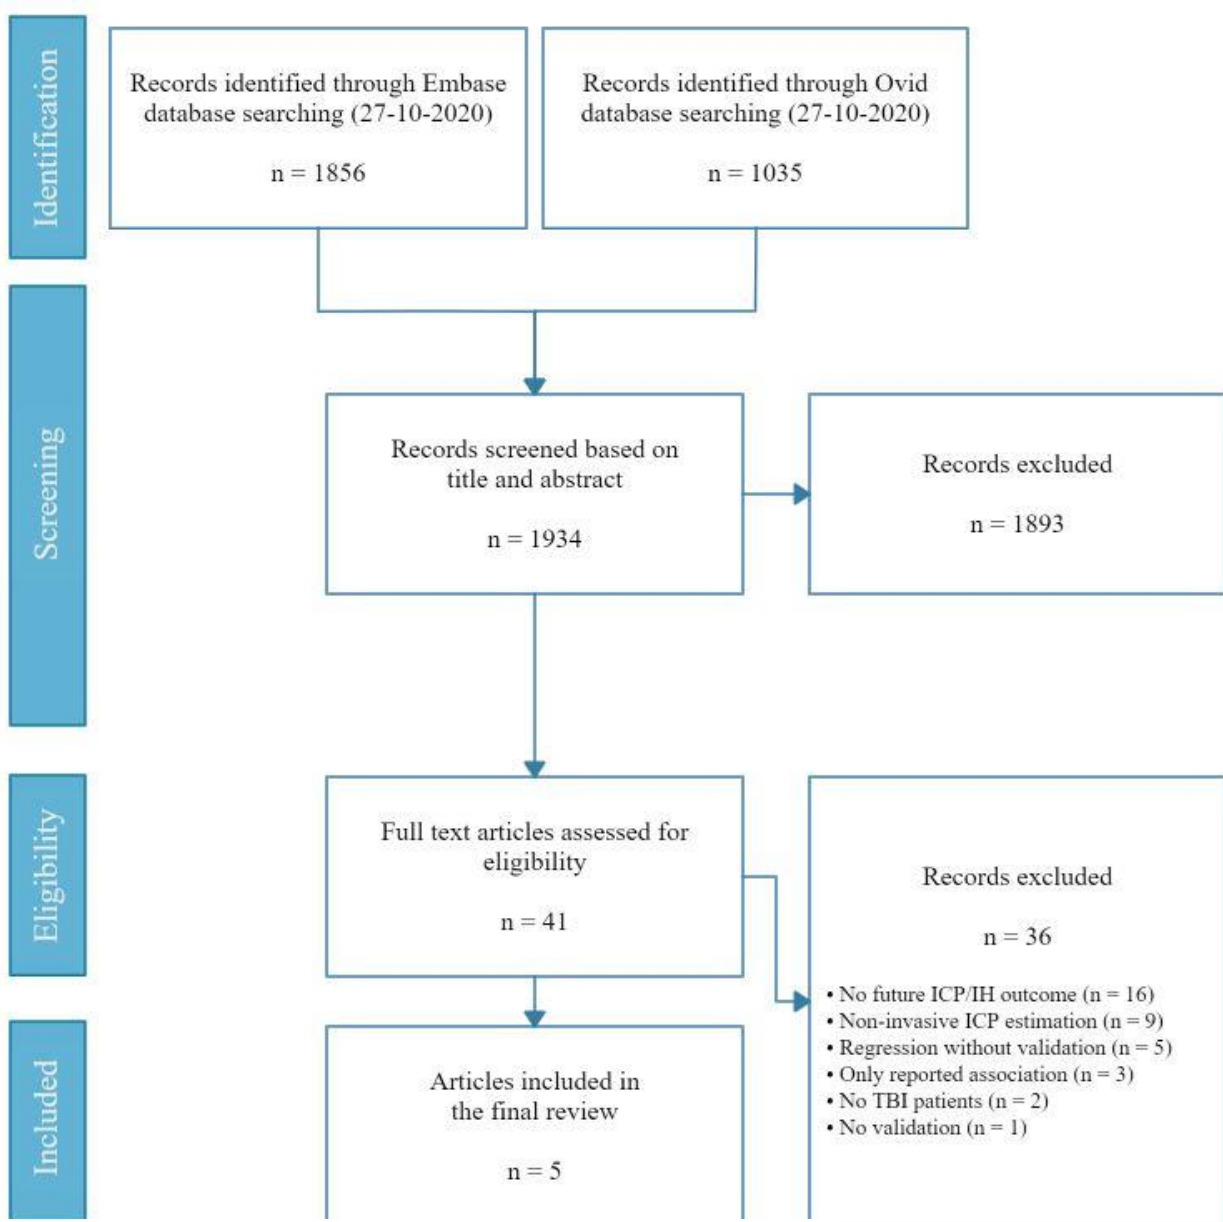 Identification
Records identified through Embase
database searching (27-10-2020)
n = 1856
Records identified through Ovid
database searching (27-10-2020)
n = 1035
Screening
Records screened based on
title and abstract
n = 1934
Records excluded
n = 1893
Eligibility
Full text articles assessed for
eligibility
n = 41
Records excluded
n = 36
• No future ICP/IH outcome (n = 16)
• Non-invasive ICP estimation (n = 9)
• Regression without validation (n = 5)
• Only reported association (n = 3)
• No TBI patients (n = 2)
• No validation (n = 1)
Included
Articles included in
the final review
n = 5